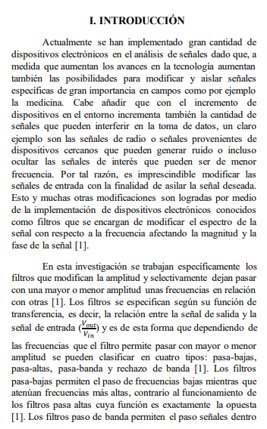 I. INTRODUCCIÓN
Actualmente se han implementado gran cantidad de
dispositivos electrónicos en el análisis de señales dado que, a
medida que aumentan los avances en la tecnología aumentan
también las posibilidades para modificar y aislar señales
específicas de gran importancia en campos como por ejemplo
la medicina. Cabe añadir que con el incremento de
dispositivos en el entorno incrementa también la cantidad de
señales que pueden interferir en la toma de datos, un claro
ejemplo son las señales de radio o señales provenientes de
dispositivos cercanos que pueden generar ruido o incluso
ocultar las señales de interés que pueden ser de menor
frecuencia. Por tal razón, es imprescindible modificar las
señales de entrada con la finalidad de asilar la señal deseada.
Esto y muchas otras modificaciones son logradas por medio
de la implementación de dispositivos electrónicos conocidos
como filtros que se encargan de modificar el espectro de la
señal con respecto a la frecuencia afectando la magnitud y la
fase de la señal [1].
En esta investigación se trabajan específicamente los
filtros que modifican la amplitud y selectivamente dejan pasar
con una mayor o menor amplitud unas frecuencias en relación
con otras [1]. Los filtros se especifican según su función de
transferencia, es decir, la relación entre la señal de salida y la
señal de entrada (Vout/Vin) y es de esta forma que dependiendo de
las frecuencias que el filtro permite pasar con mayor o menor
amplitud se pueden clasificar en cuatro tipos: pasa-bajas,
pasa-altas, pasa-banda y rechazo de banda [1]. Los filtros
pasa-bajas permiten el paso de frecuencias bajas mientras que
atenúan frecuencias más altas, contrario al funcionamiento de
los filtros pasa altas cuya función es exactamente la opuesta
[1]. Los filtros paso de banda permiten el paso señales dentro